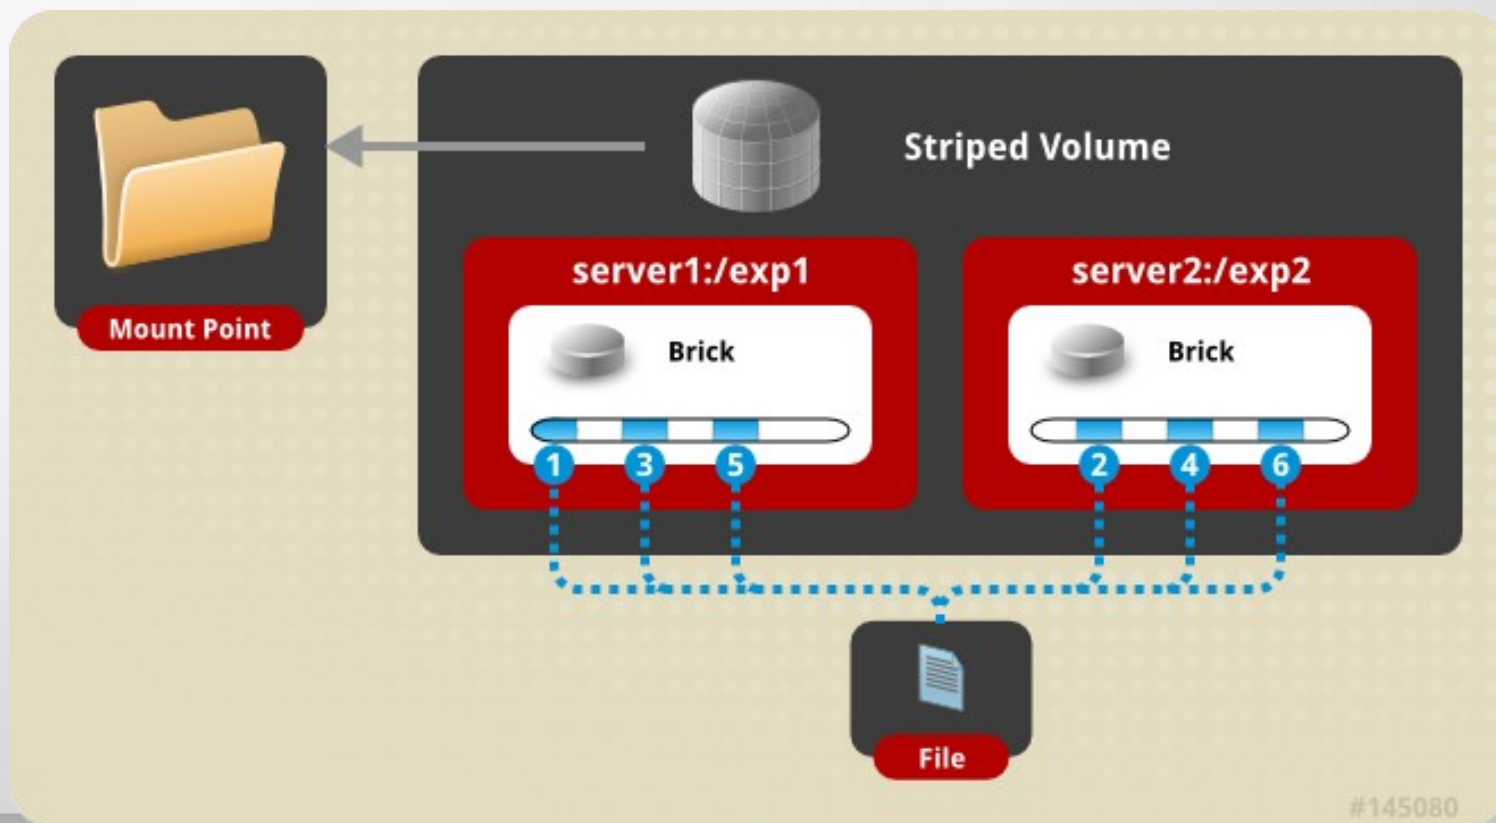 Striped Volume
server1:/exp1
server2:/exp2
Mount Point
Brick
Brick
1
3
5
2
4
6
File
#145080